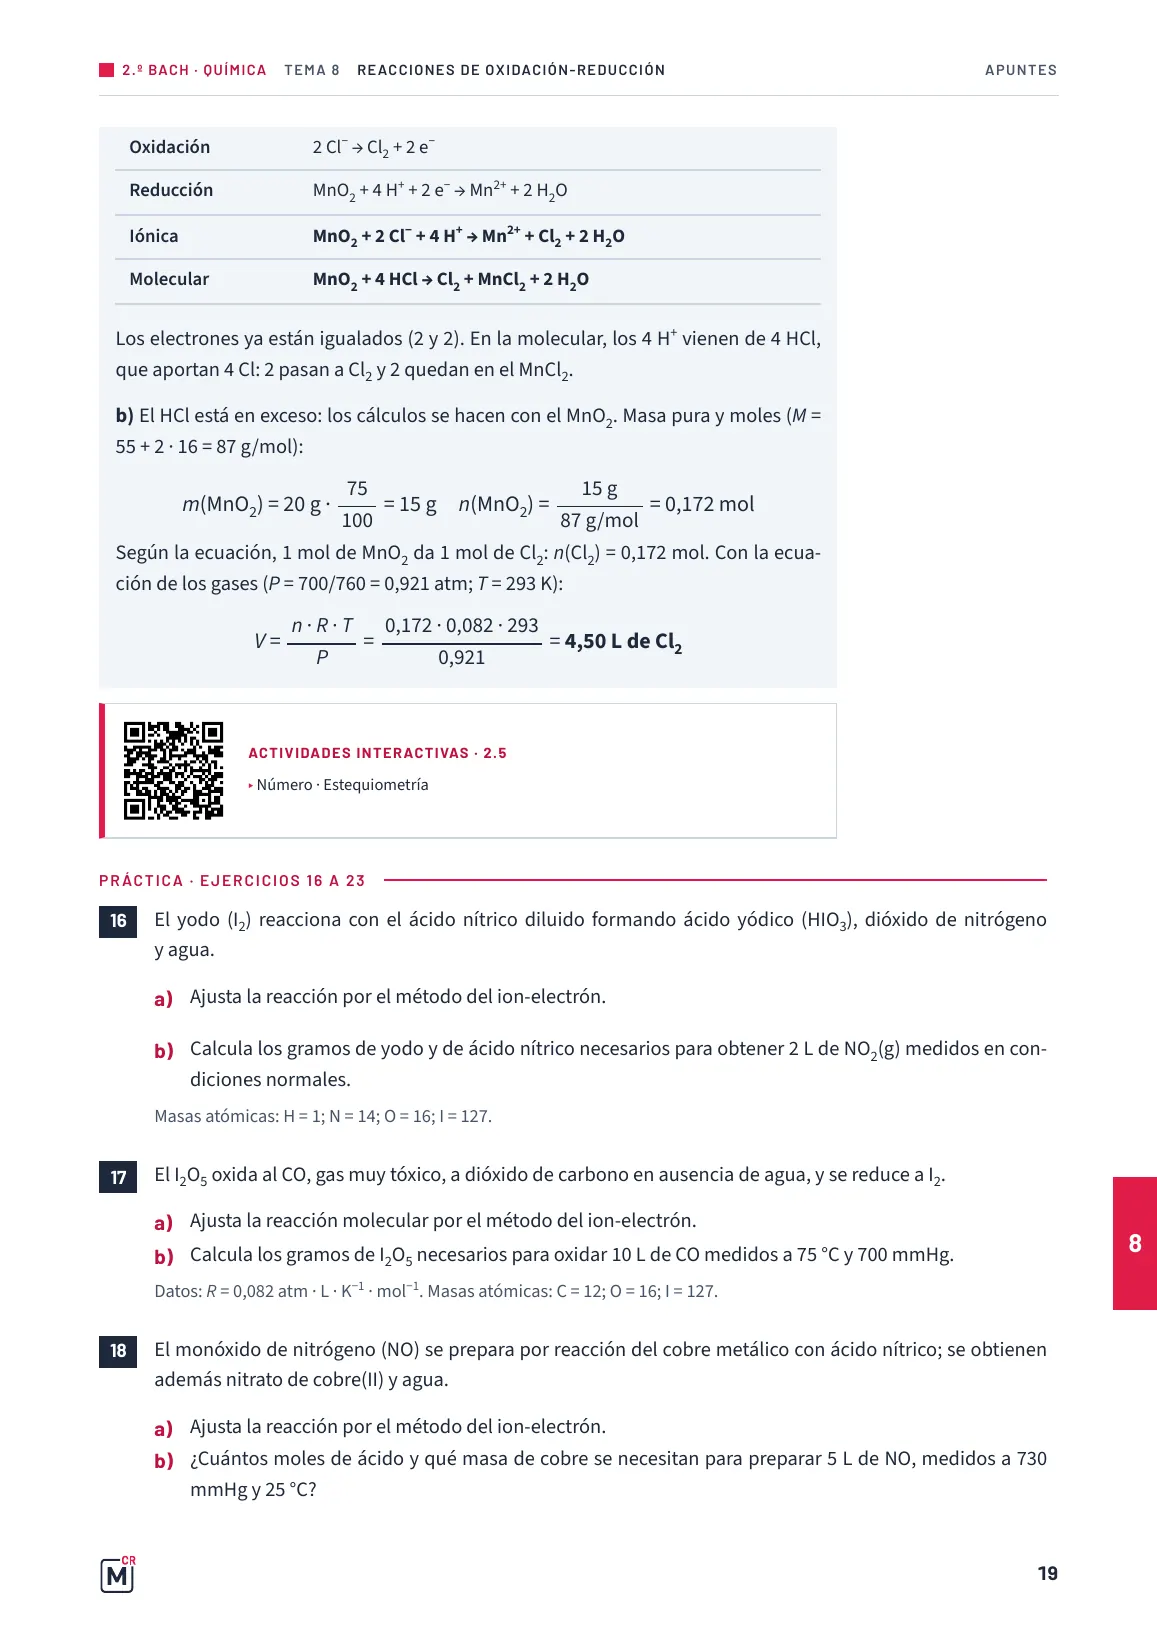 2.º BACH · QUÍMICA TEMA 8 REACCIONES DE OXIDACIÓN-REDUCCIÓN APUNTES
Oxidación 2 Cl⁻ → Cl₂ + 2 e⁻
Reducción MnO₂ + 4 H⁺ + 2 e⁻ → Mn²⁺ + 2 H₂O
Iónica MnO₂ + 2 Cl⁻ + 4 H⁺ → Mn²⁺ + Cl₂ + 2 H₂O
Molecular MnO₂ + 4 HCl → Cl₂ + MnCl₂ + 2 H₂O
Los electrones ya están igualados (2 y 2). En la molecular, los 4 H⁺ vienen de 4 HCl,
que aportan 4 Cl: 2 pasan a Cl₂ y 2 quedan en el MnCl₂.
b) El HCl está en exceso: los cálculos se hacen con el MnO₂. Masa pura y moles (M =
55 + 2 · 16 = 87 g/mol):
m(MnO₂) = 20 g · 75/100 = 15 g n(MnO₂) = 15 g/87 g/mol = 0,172 mol
Según la ecuación, 1 mol de MnO₂ da 1 mol de Cl₂: n(Cl₂) = 0,172 mol. Con la ecua-
ción de los gases (P = 700/760 = 0,921 atm; T = 293 K):
V = n · R · T/P = 0,172 · 0,082 · 293/0,921 = 4,50 L de Cl₂
ACTIVIDADES INTERACTIVAS · 2.5
▸ Número · Estequiometría
PRÁCTICA · EJERCICIOS 16 A 23
16 El yodo (I₂) reacciona con el ácido nítrico diluido formando ácido yódico (HIO₃), dióxido de nitrógeno
y agua.
a) Ajusta la reacción por el método del ion-electrón.
b) Calcula los gramos de yodo y de ácido nítrico necesarios para obtener 2 L de NO₂(g) medidos en con-
diciones normales.
Masas atómicas: H = 1; N = 14; O = 16; I = 127.
17 El I₂O₅ oxida al CO, gas muy tóxico, a dióxido de carbono en ausencia de agua, y se reduce a I₂.
a) Ajusta la reacción molecular por el método del ion-electrón.
b) Calcula los gramos de I₂O₅ necesarios para oxidar 10 L de CO medidos a 75 °C y 700 mmHg.
Datos: R = 0,082 atm · L · K⁻¹ · mol⁻¹. Masas atómicas: C = 12; O = 16; I = 127.
8
18 El monóxido de nitrógeno (NO) se prepara por reacción del cobre metálico con ácido nítrico; se obtienen
además nitrato de cobre(II) y agua.
a) Ajusta la reacción por el método del ion-electrón.
b) ¿Cuántos moles de ácido y qué masa de cobre se necesitan para preparar 5 L de NO, medidos a 730
mmHg y 25 °C?
M CR
19